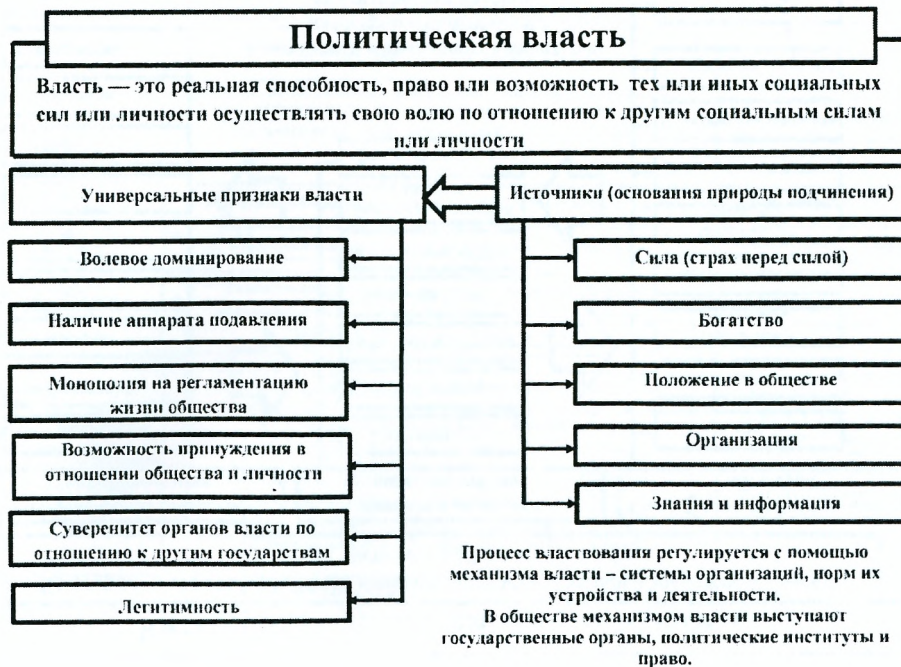 Политическая власть
Власть — это реальная способность, право или возможность тех или иных социальных
сил или личности осуществлять свою волю по отношению к другим социальным силам
или личности
Универсальные признаки власти
Источники (основания природы подчинения)
Волевое доминирование
Наличие аппарата подавления
Монополия на регламентацию
жизни общества
Возможность принуждения в
отношении общества и личности
Суверенитет органов власти по
отношению к другим государствам
Легитимность
Сила (страх перед силой)
Богатство
Положение в обществе
Организация
Знания и информация
Процесс властвования регулируется с помощью
механизма власти – системы организаций, норм их
устройства и деятельности.
В обществе механизмом власти выступают
государственные органы, политические институты и
право.